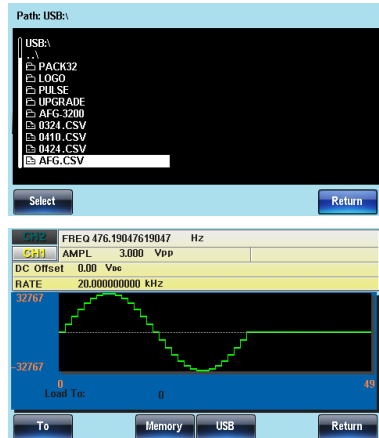 Path: USB:\
USB:\
..\
PACK32
LOGO
PULSE
UPGRADE
AFG-3200
0324.CSV
0410.CSV
0424.CSV
AFG.CSV
Select Return
CH2 FREQ 476.19047619047 Hz
CH1 AMPL 3.000 Vpp
DC Offset 0.00 VDC
RATE 20.000000000 kHz
32767
-32767
0 49
Load To: 0
To Memory USB Return